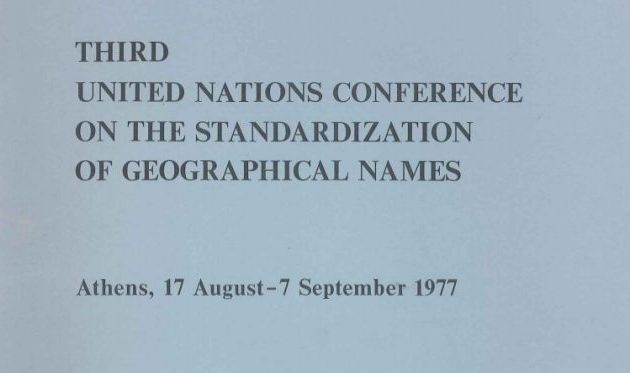 THIRD
UNITED NATIONS CONFERENCE
ON THE STANDARDIZATION
OF GEOGRAPHICAL NAMES
Athens, 17 August-7 September 1977